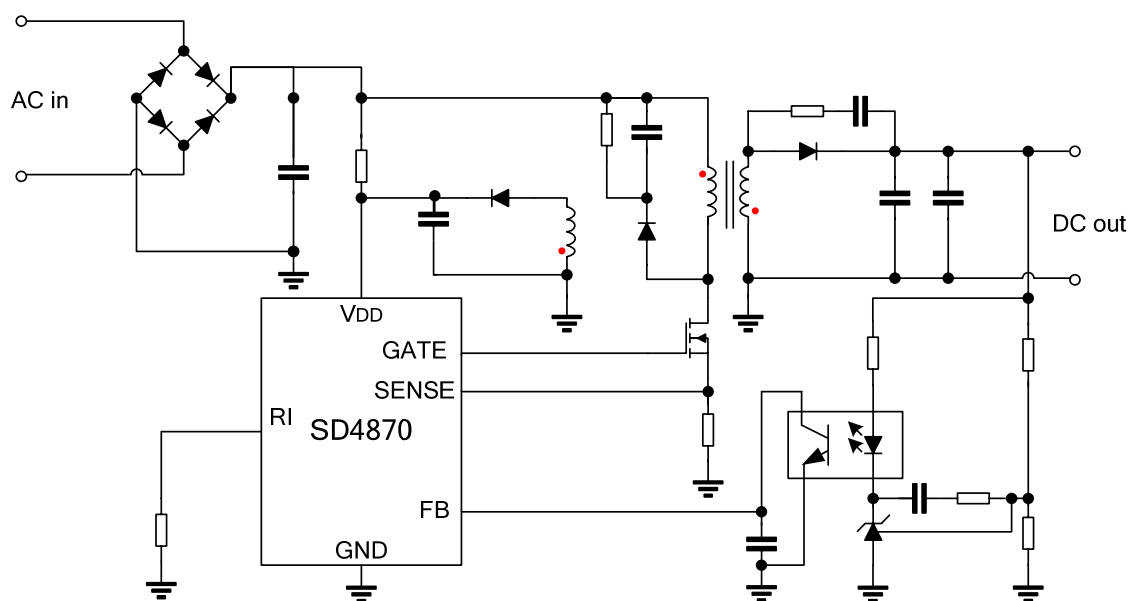 AC in
DC out
VDD
GATE
SENSE
RI
SD4870
FB
GND